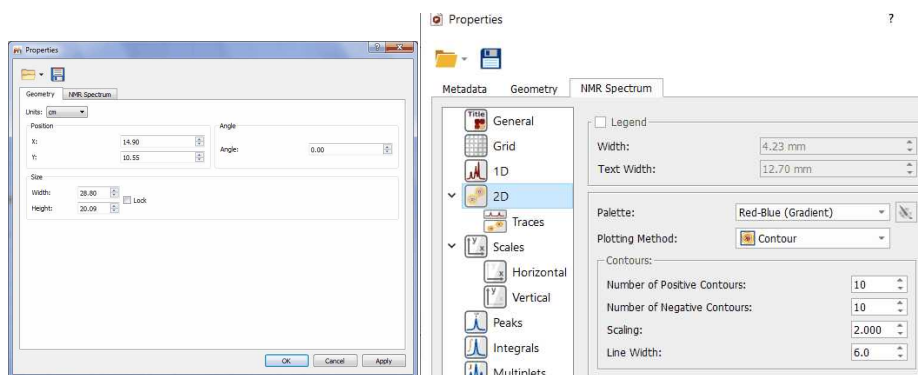 Properties
Geometry NMR Spectrum
Units: cm
Position
X: 14.90
Y: 10.55
Angle
Angle: 0.00
Size
Width: 28.80
Height: 20.09
Lock
OK Cancel Apply
Properties ?
Metadata Geometry NMR Spectrum
Title General
Grid
1D
2D
Traces
y x Scales
x Horizontal
y Vertical
Peaks
Integrals
Multiplets
Legend
Width: 4.23 mm
Text Width: 12.70 mm
Palette: Red-Blue (Gradient)
Plotting Method: Contour
Contours:
Number of Positive Contours: 10
Number of Negative Contours: 10
Scaling: 2.000
Line Width: 6.0